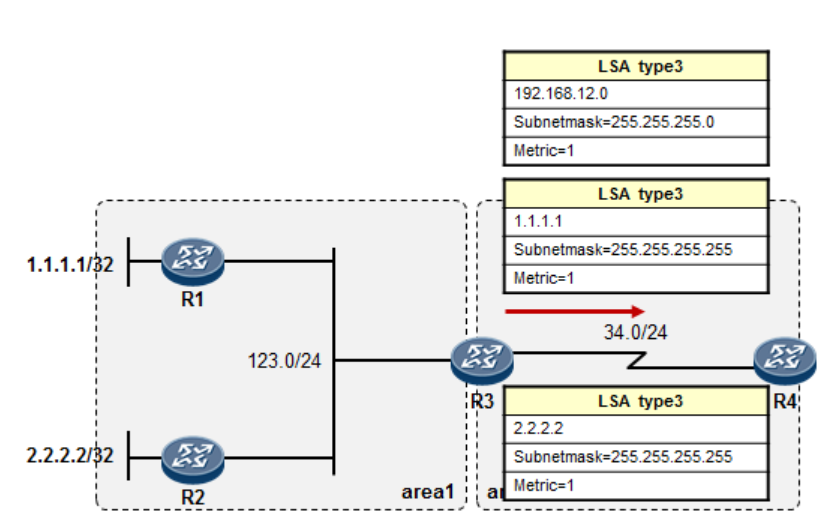 LSA type3
192.168.12.0
Subnetmask=255.255.255.0
Metric=1
LSA type3
1.1.1.1
Subnetmask=255.255.255.255
Metric=1
1.1.1.1/32
R1
34.0/24
123.0/24
R3
R4
LSA type3
2.2.2.2
Subnetmask=255.255.255.255
Metric=1
2.2.2.2/32
R2
area1